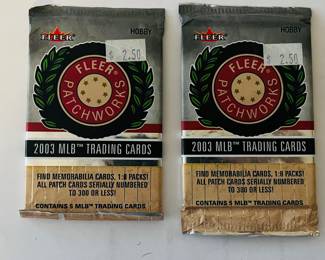 FLEER
HOBBY
$ 2.50
FLEER®
PATCHWORKS
2003 MLB™ TRADING CARDS
FIND MEMORABILIA CARDS, 1:8 PACKS!
ALL PATCH CARDS SERIALLY NUMBERED
TO 300 OR LESS!
CONTAINS 5 MLB™ TRADING CARDS
FLEER
HOBBY
$ 2.50
FLEER®
PATCHWORKS
2003 MLB™ TRADING CARDS
FIND MEMORABILIA CARDS, 1:8 PACKS!
ALL PATCH CARDS SERIALLY NUMBERED
TO 300 OR LESS!
CONTAINS 5 MLB™ TRADING CARDS